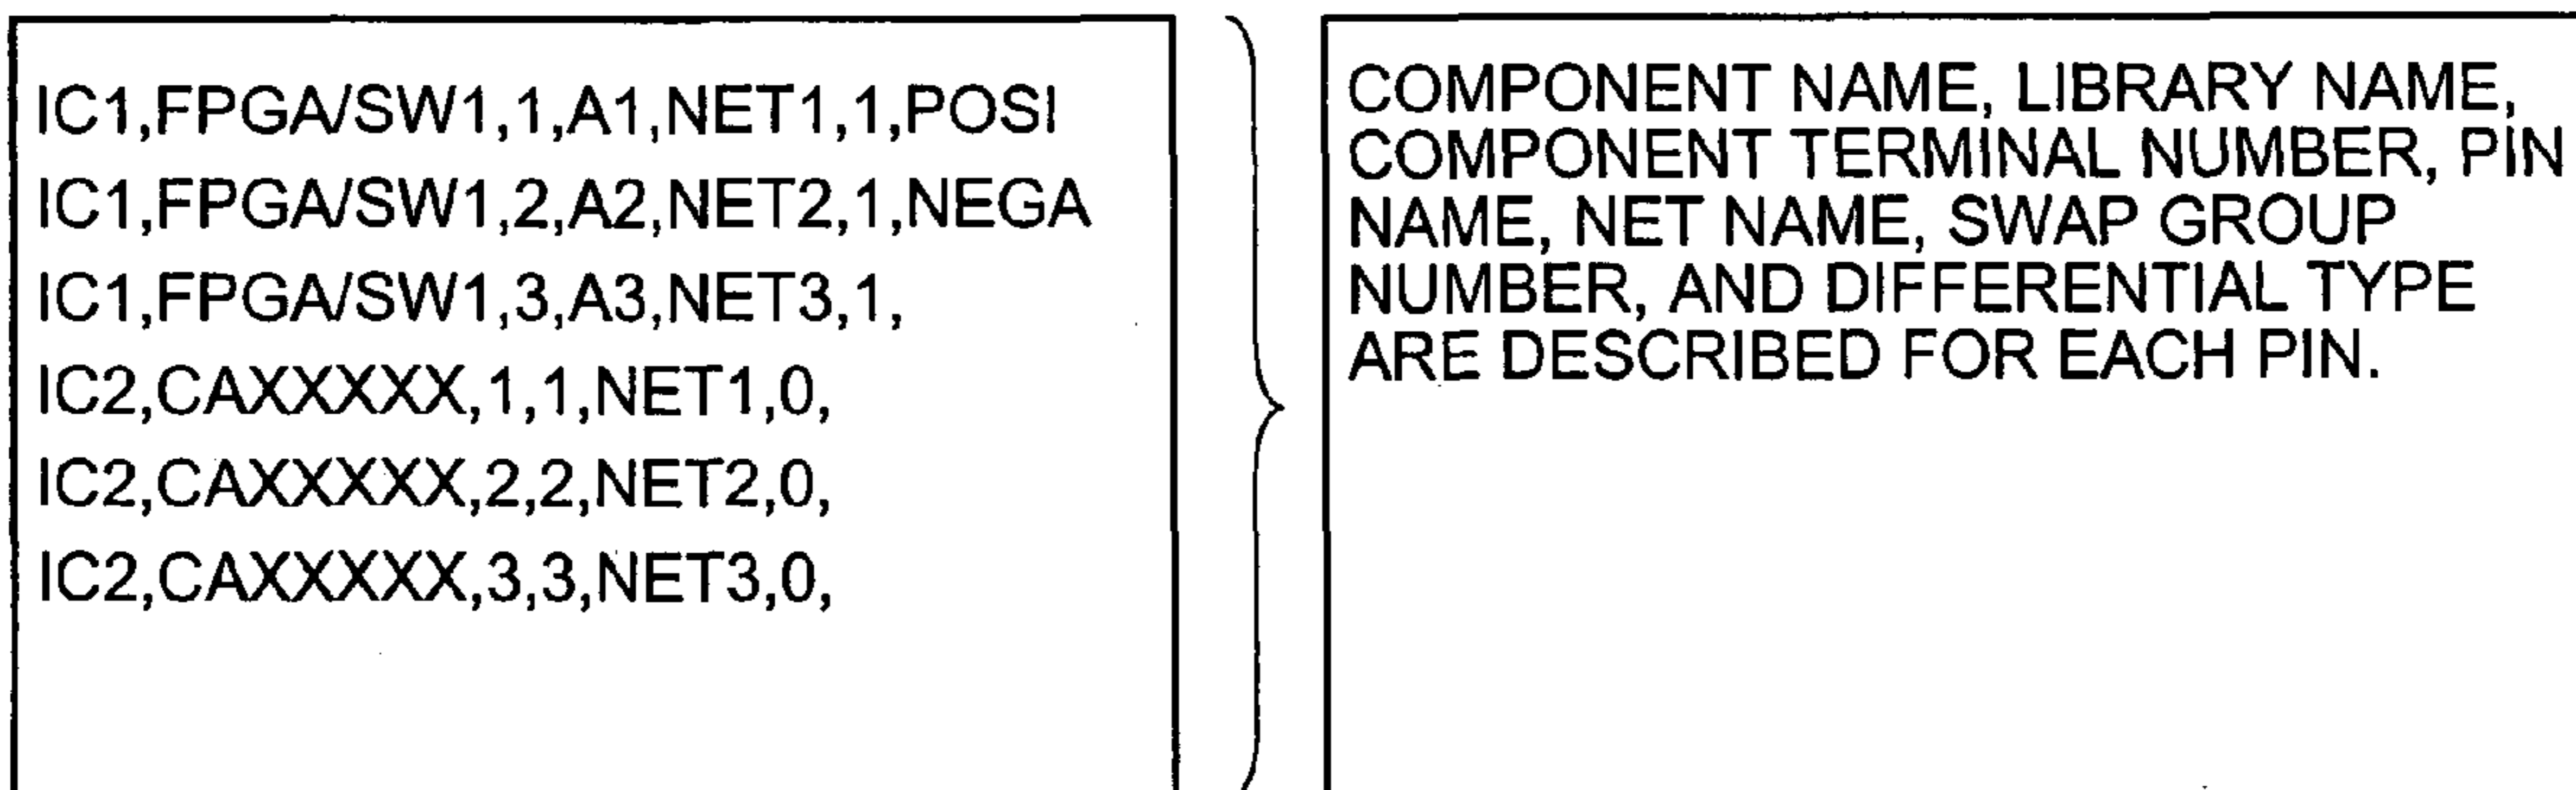 IC1,FPGA/SW1,1,A1,NET1,1,POSI
IC1,FPGA/SW1,2,A2,NET2,1,NEGA
IC1,FPGA/SW1,3,A3,NET3,1,
IC2,CAXXXXX,1,1,NET1,0,
IC2,CAXXXXX,2,2,NET2,0,
IC2,CAXXXXX,3,3,NET3,0,
COMPONENT NAME, LIBRARY NAME,
COMPONENT TERMINAL NUMBER, PIN
NAME, NET NAME, SWAP GROUP
NUMBER, AND DIFFERENTIAL TYPE
ARE DESCRIBED FOR EACH PIN.